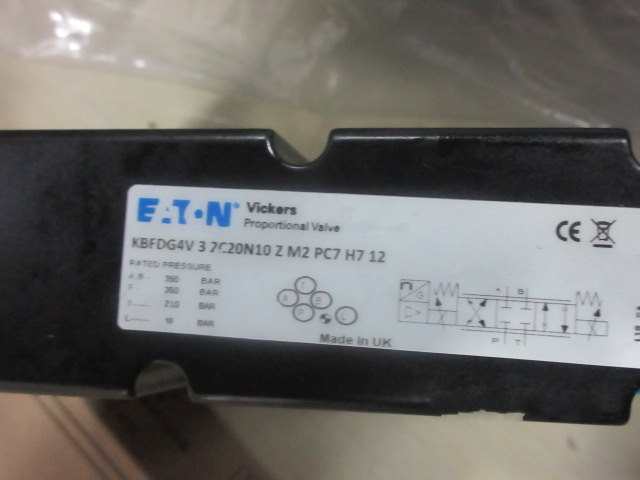 EATON Vickers
Proportional Valve
KBFDG4V 3 2C20N10 Z M2 PC7 H7 12
RATED PRESSURE
A,B 350 BAR
P 350 BAR
T 210 BAR
L 10 BAR
T
A B
P L
A B
G
P T
Made in UK
CE